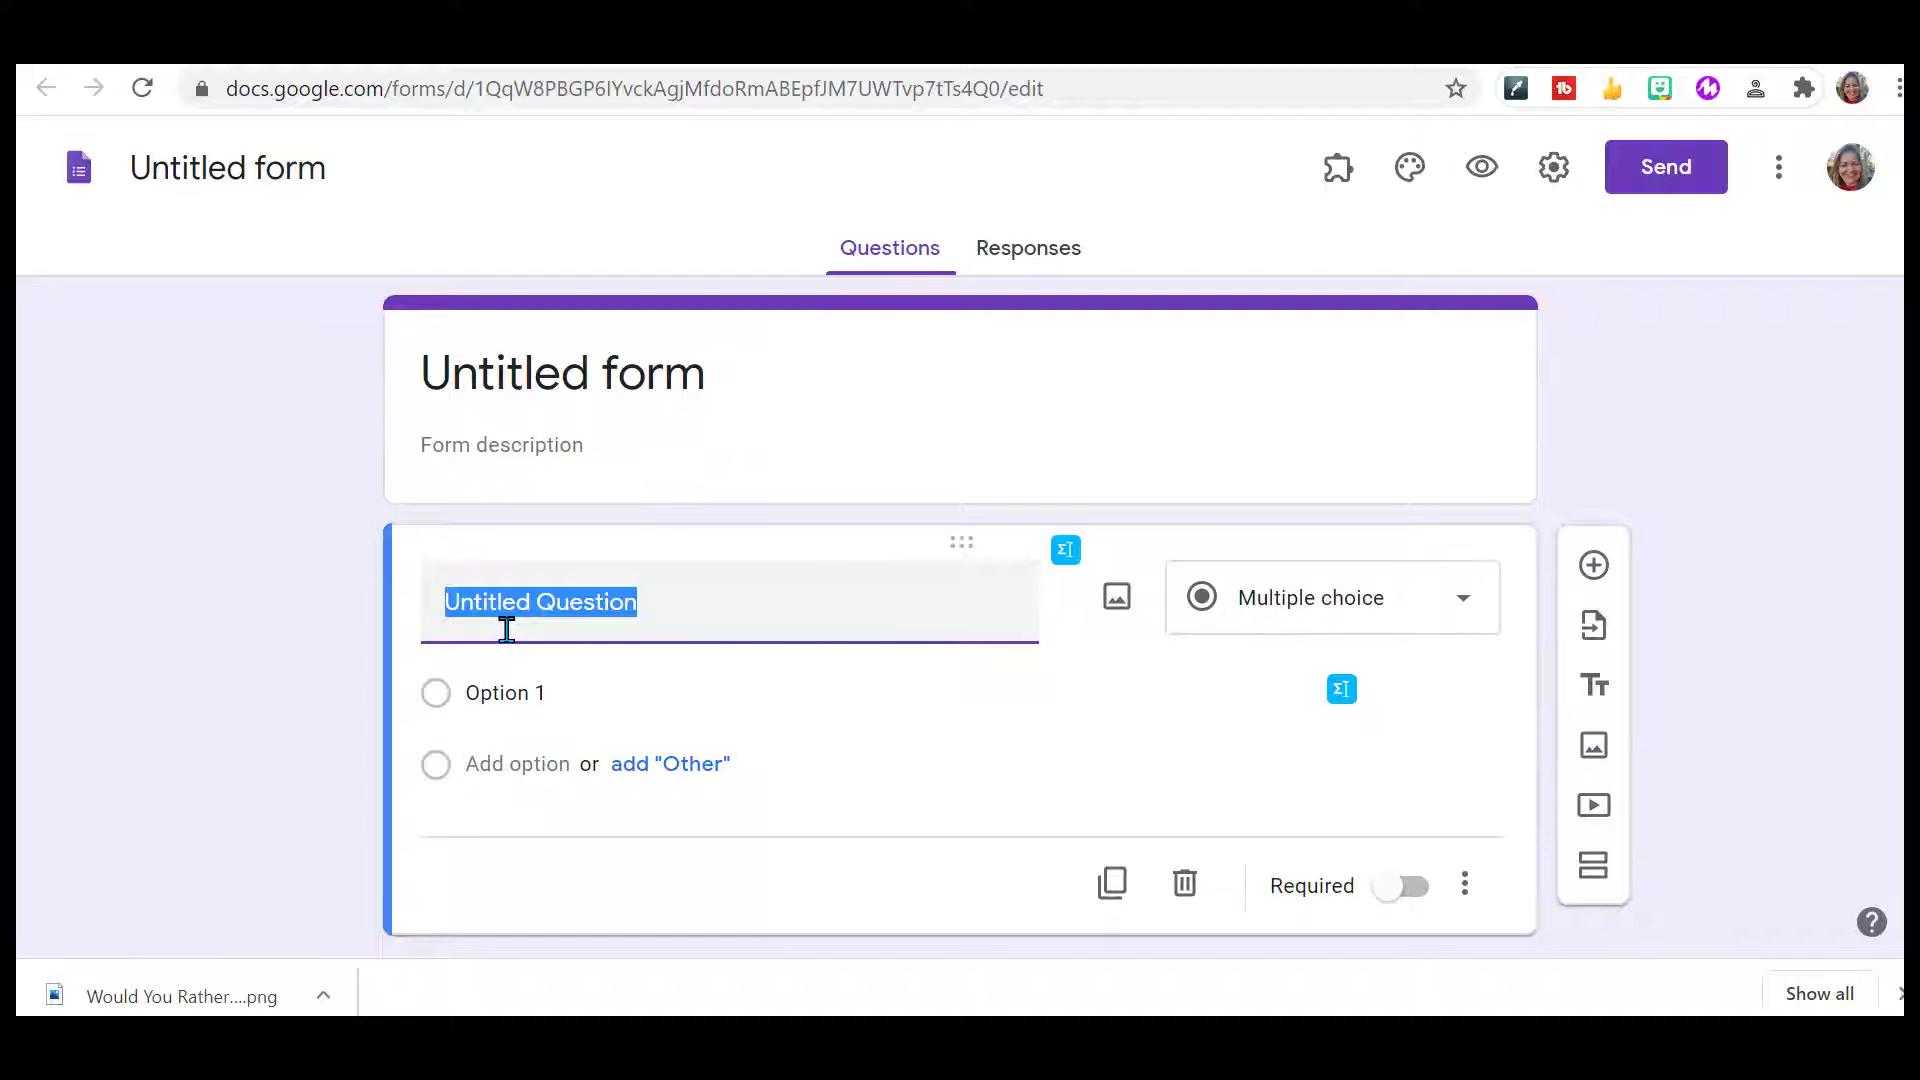 docs.google.com/forms/d/1QqW8PBGP6IYvckAgjMfdoRmABEpfJM7UWTvp7tTs4Q0/edit
Untitled form
Send
Questions
Responses
Untitled form
Form description
Untitled Question
Multiple choice
Option 1
Add option or add "Other"
Required
Would You Rather....png
Show all